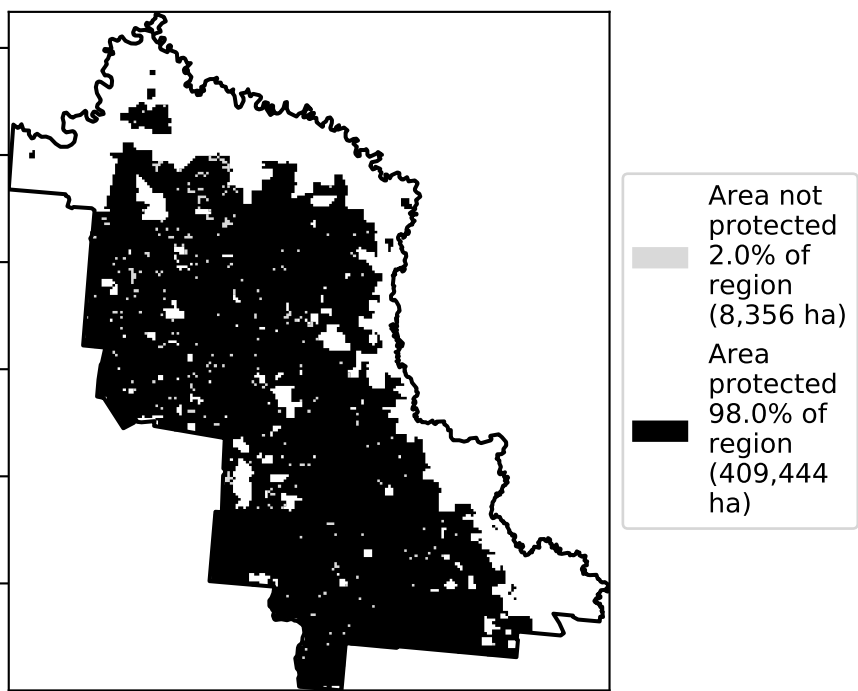 Area not
protected
2.0% of
region
(8,356 ha)
Area
protected
98.0% of
region
(409,444
ha)